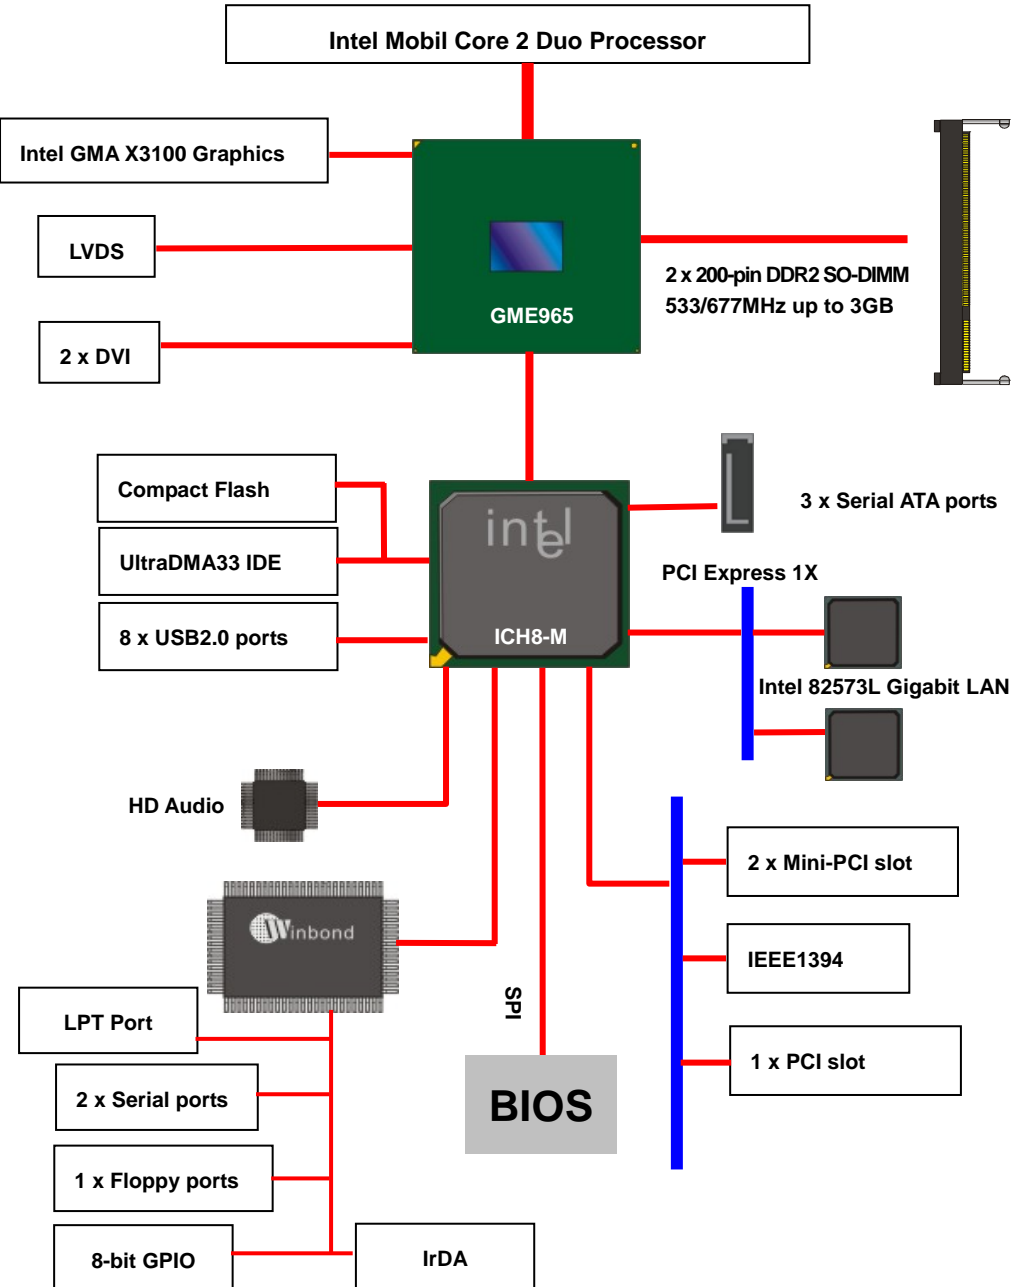 Intel Mobil Core 2 Duo Processor
Intel GMA X3100 Graphics
LVDS
2 x DVI
GME965
2 x 200-pin DDR2 SO-DIMM
533/677MHz up to 3GB
Compact Flash
UltraDMA33 IDE
8 x USB2.0 ports
intel
ICH8-M
3 x Serial ATA ports
PCI Express 1X
Intel 82573L Gigabit LAN
HD Audio
Winbond
SPI
BIOS
2 x Mini-PCI slot
IEEE1394
1 x PCI slot
LPT Port
2 x Serial ports
1 x Floppy ports
8-bit GPIO
IrDA